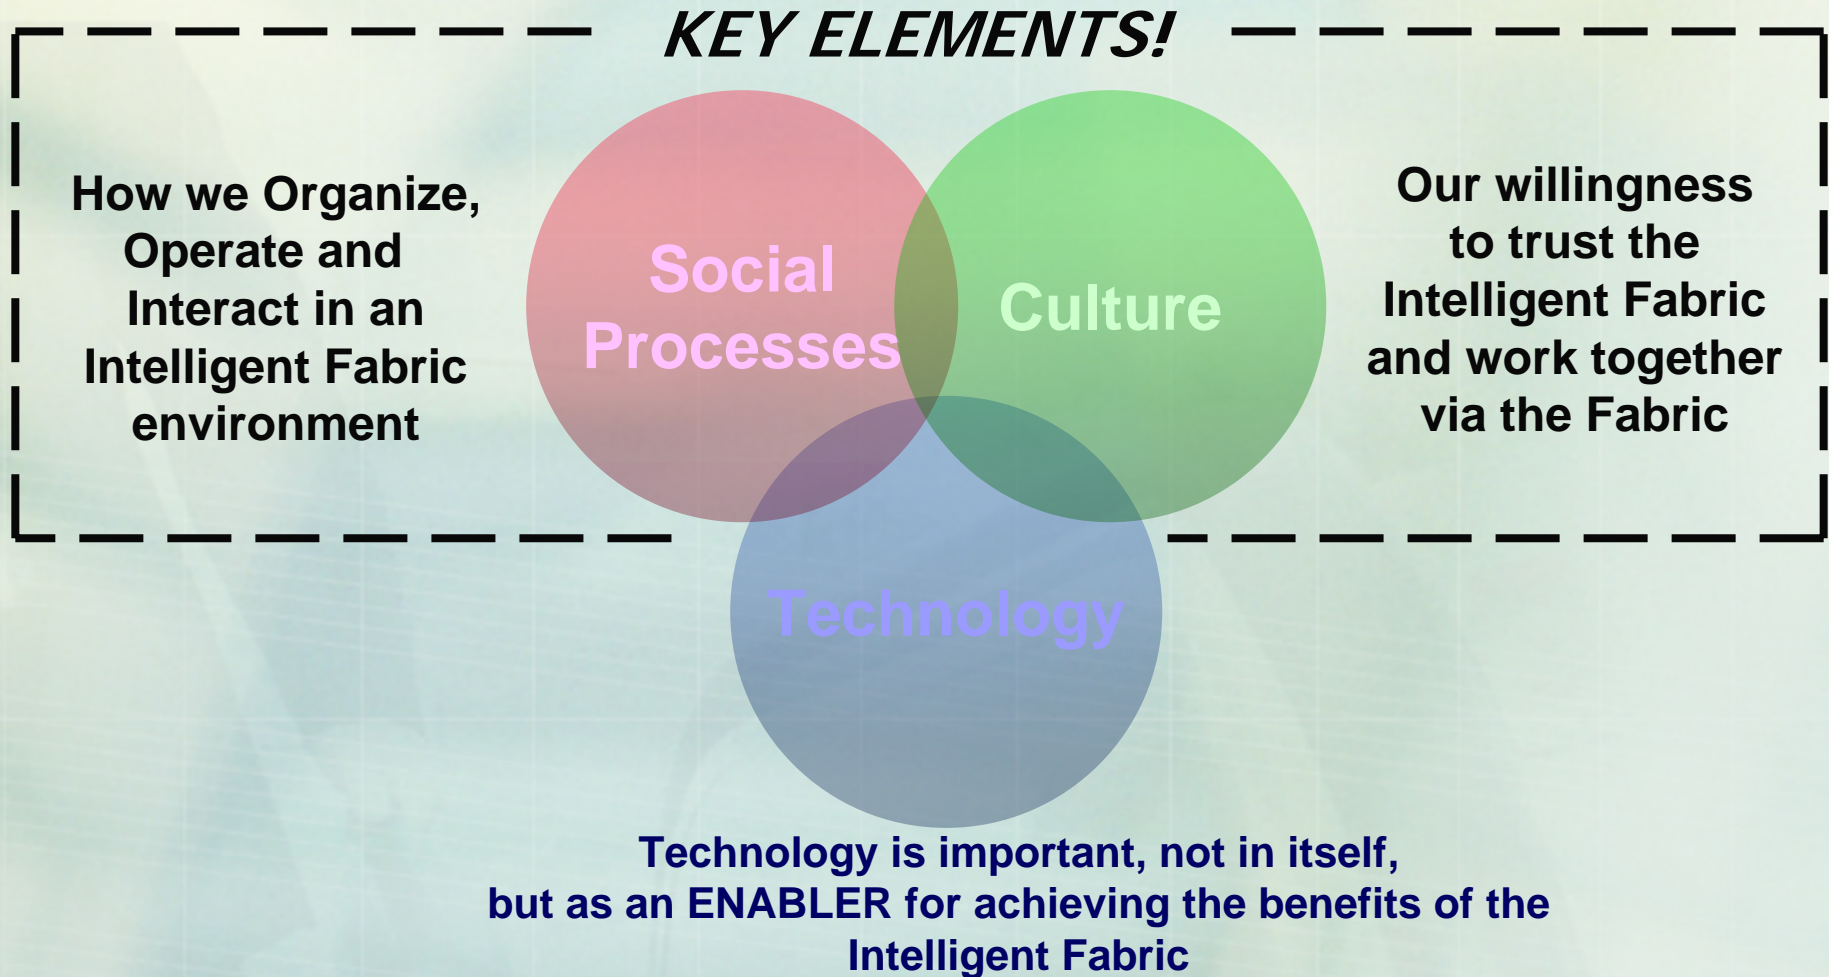 KEY ELEMENTS!
How we Organize,
Operate and
Interact in an
Intelligent Fabric
environment
Social
Processes
Culture
Our willingness
to trust the
Intelligent Fabric
and work together
via the Fabric
Technology
Technology is important, not in itself,
but as an ENABLER for achieving the benefits of the
Intelligent Fabric